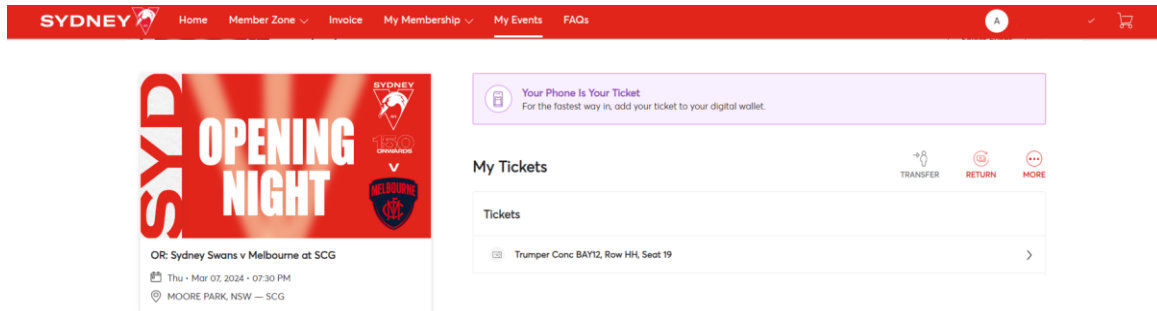 SYDNEY
Home Member Zone Invoice My Membership My Events FAQs
A
SYD
OPENING
NIGHT
SYDNEY
150
ONWARDS
V
MELBOURNE
MFC
OR: Sydney Swans v Melbourne at SCG
Thu • Mar 07, 2024 • 07:30 PM
MOORE PARK, NSW — SCG
Your Phone Is Your Ticket
For the fastest way in, add your ticket to your digital wallet.
My Tickets
TRANSFER RETURN MORE
Tickets
Trumper Conc BAY12, Row HH, Seat 19